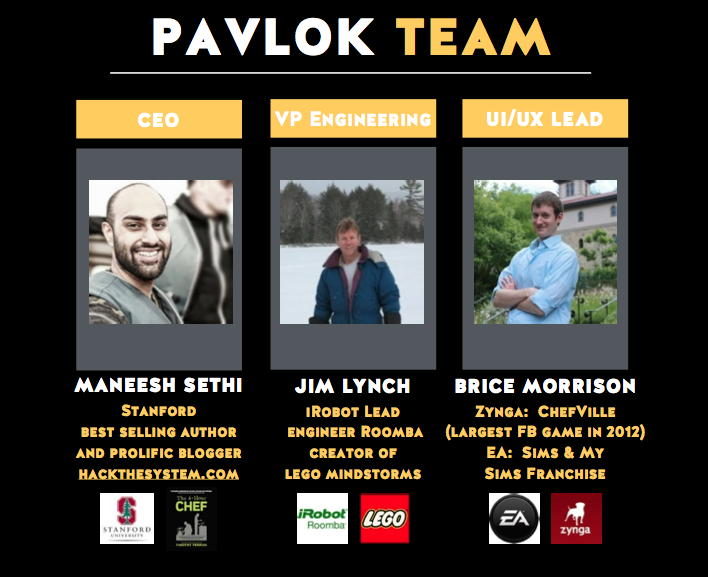 PAVLOK TEAM
CEO
VP Engineering
UI/UX LEAD
MANEESH SETHI
Stanford
best selling author
and prolific blogger
hackthesystem.com
JIM LYNCH
iRobot Lead
engineer Roomba
creator of
lego mindstorms
BRICE MORRISON
Zynga: ChefVille
(largest FB game in 2012)
EA: Sims & My
Sims Franchise
STANFORD
UNIVERSITY
The 4-Hour
CHEF
iRobot
Roomba
LEGO
EA
zynga